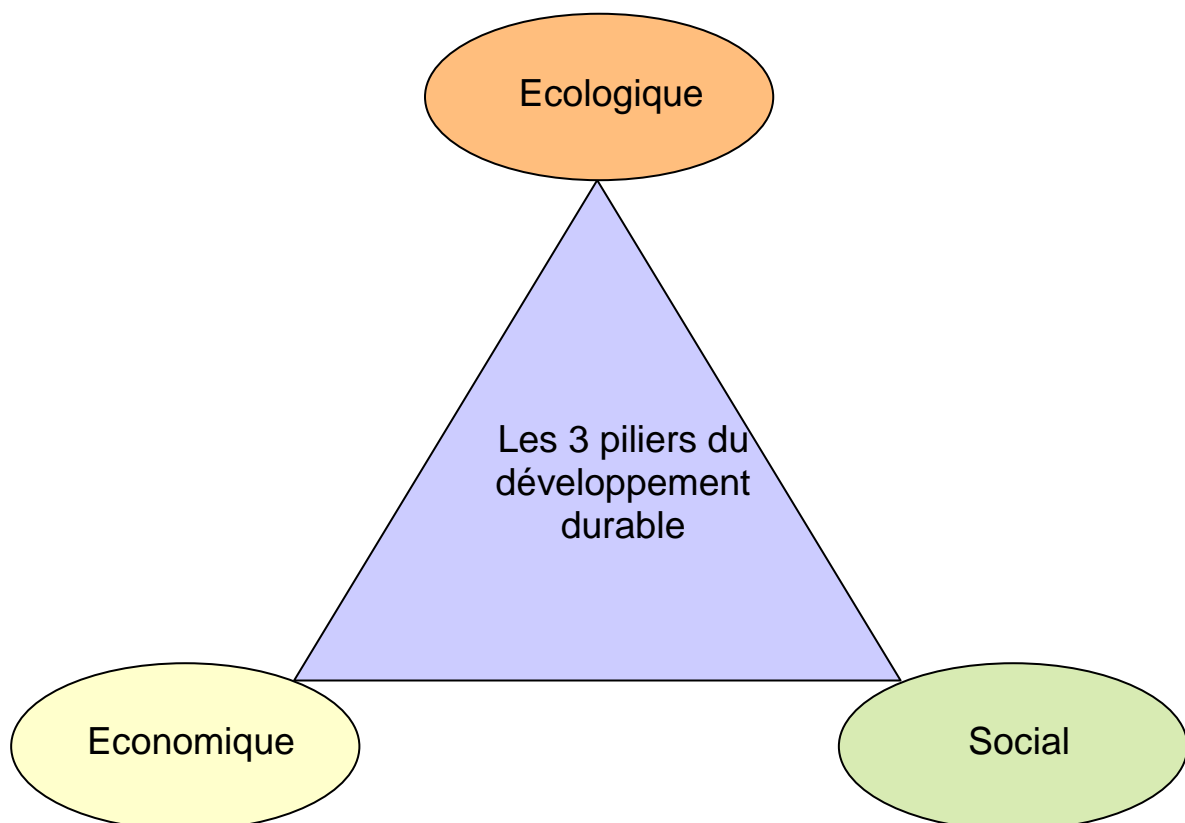 Ecologique
Les 3 piliers du
développement
durable
Economique
Social